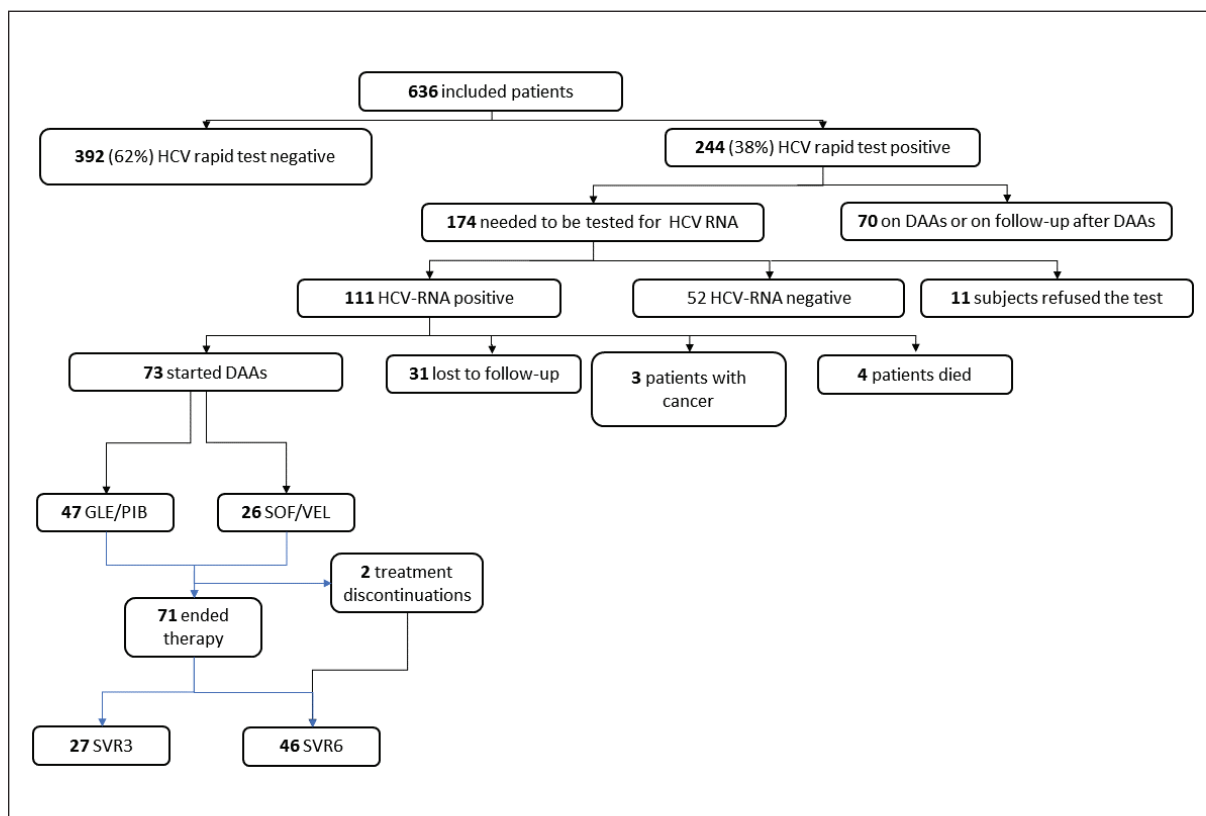 636 included patients
392 (62%) HCV rapid test negative
244 (38%) HCV rapid test positive
174 needed to be tested for HCV RNA
70 on DAAs or on follow-up after DAAs
111 HCV-RNA positive
52 HCV-RNA negative
11 subjects refused the test
73 started DAAs
31 lost to follow-up
3 patients with
cancer
4 patients died
47 GLE/PIB
26 SOF/VEL
2 treatment
discontinuations
71 ended
therapy
27 SVR3
46 SVR6